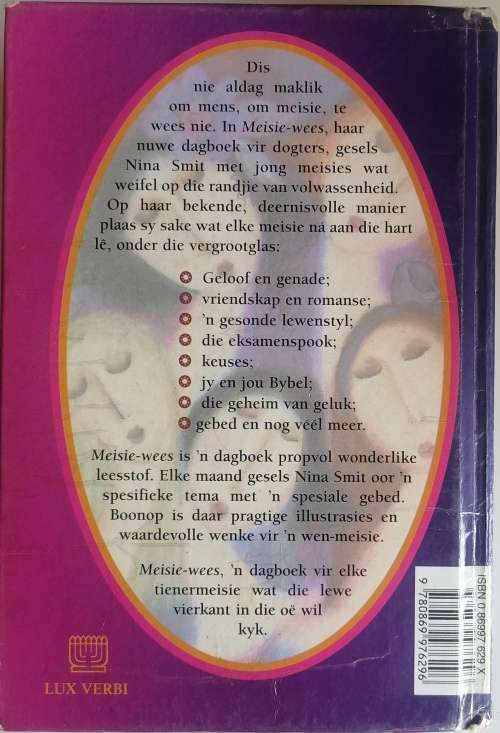 Dis
nie aldag maklik
om mens, om meisie, te
wees nie. In Meisie-wees, haar
nuwe dagboek vir dogters, gesels
Nina Smit met jong meisies wat
weifel op die randjie van volwassenheid.
Op haar bekende, deernisvolle manier
plaas sy sake wat elke meisie ná aan die hart
lê, onder die vergrootglas:
Geloof en genade;
vriendskap en romanse;
'n gesonde lewenstyl;
die eksamenspook;
keuses;
jy en jou Bybel;
die geheim van geluk;
gebed en nog véél meer.
Meisie-wees is 'n dagboek propvol wonderlike
leesstof. Elke maand gesels Nina Smit oor 'n
spesifieke tema met 'n spesiale gebed.
Boonop is daar pragtige illustrasies en
waardevolle wenke vir 'n wen-meisie.
Meisie-wees, 'n dagboek vir elke
tienermeisie wat die lewe
vierkant in die oë wil
kyk.
LUX VERBI
ISBN 0 86997 629 X
9 780869 976296